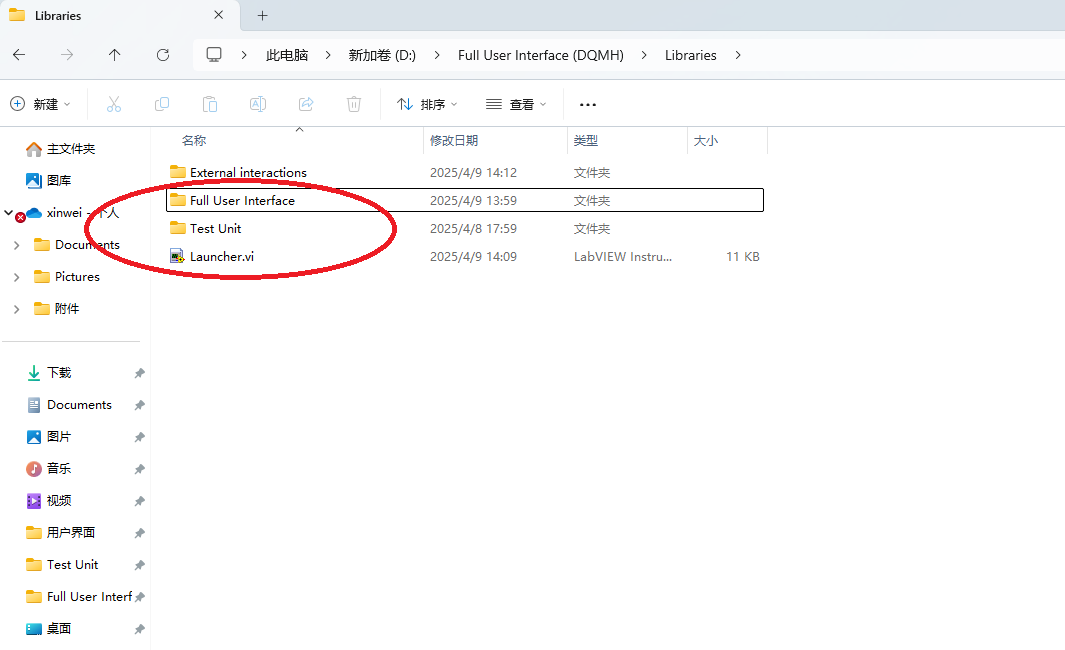 Libraries
此电脑 新加卷 (D:) Full User Interface (DQMH) Libraries
新建 排序 查看
名称 修改日期 类型 大小
主文件夹
图库
xinwei - 个人
Documents
Pictures
附件
下载
Documents
图片
音乐
视频
用户界面
Test Unit
Full User Interf
桌面
External interactions 2025/4/9 14:12 文件夹
Full User Interface 2025/4/9 13:59 文件夹
Test Unit 2025/4/8 17:59 文件夹
Launcher.vi 2025/4/9 14:09 LabVIEW Instru... 11 KB